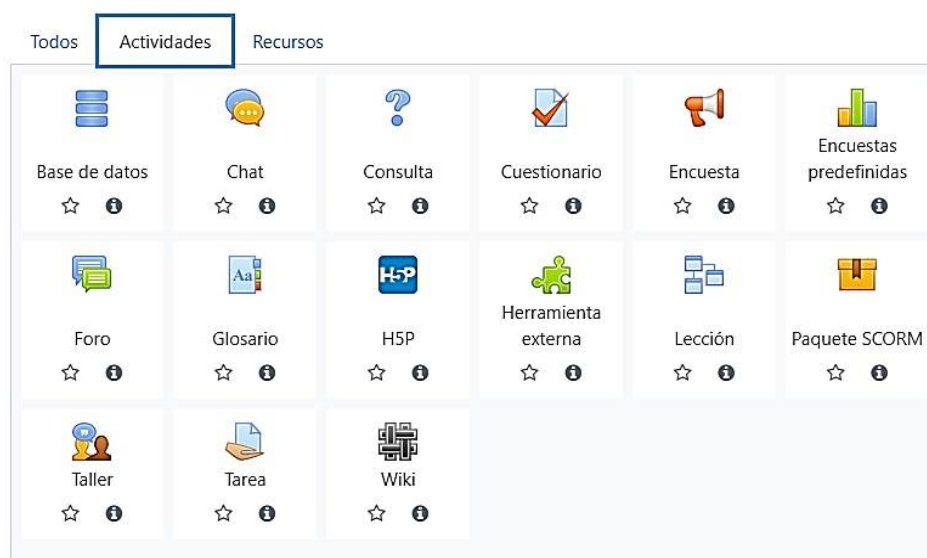 Todos Actividades Recursos
Base de datos Chat Consulta Cuestionario Encuesta Encuestas
predefinidas
Foro Glosario H5P H5P Herramienta
externa Lección Paquete SCORM
Aa
Taller Tarea Wiki